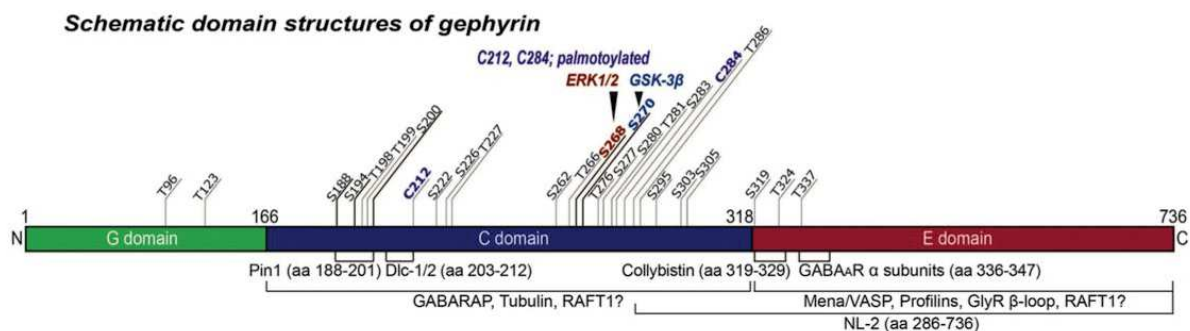 Schematic domain structures of gephyrin
C212, C284; palmotoylated
ERK1/2 GSK-3β
T96 T123 S188 S194 T198 T199 S200 C212 S222 S226 T227 S262 T266 S268 S270 T276 S277 S280 T281 S283 C284 T286 S295 S303 S305 S319 T324 T337
1 166 318 736
N G domain C domain E domain C
Pin1 (aa 188-201) Dlc-1/2 (aa 203-212) Collybistin (aa 319-329) GABAAR α subunits (aa 336-347)
GABARAP, Tubulin, RAFT1? Mena/VASP, Profilins, GlyR β-loop, RAFT1?
NL-2 (aa 286-736)